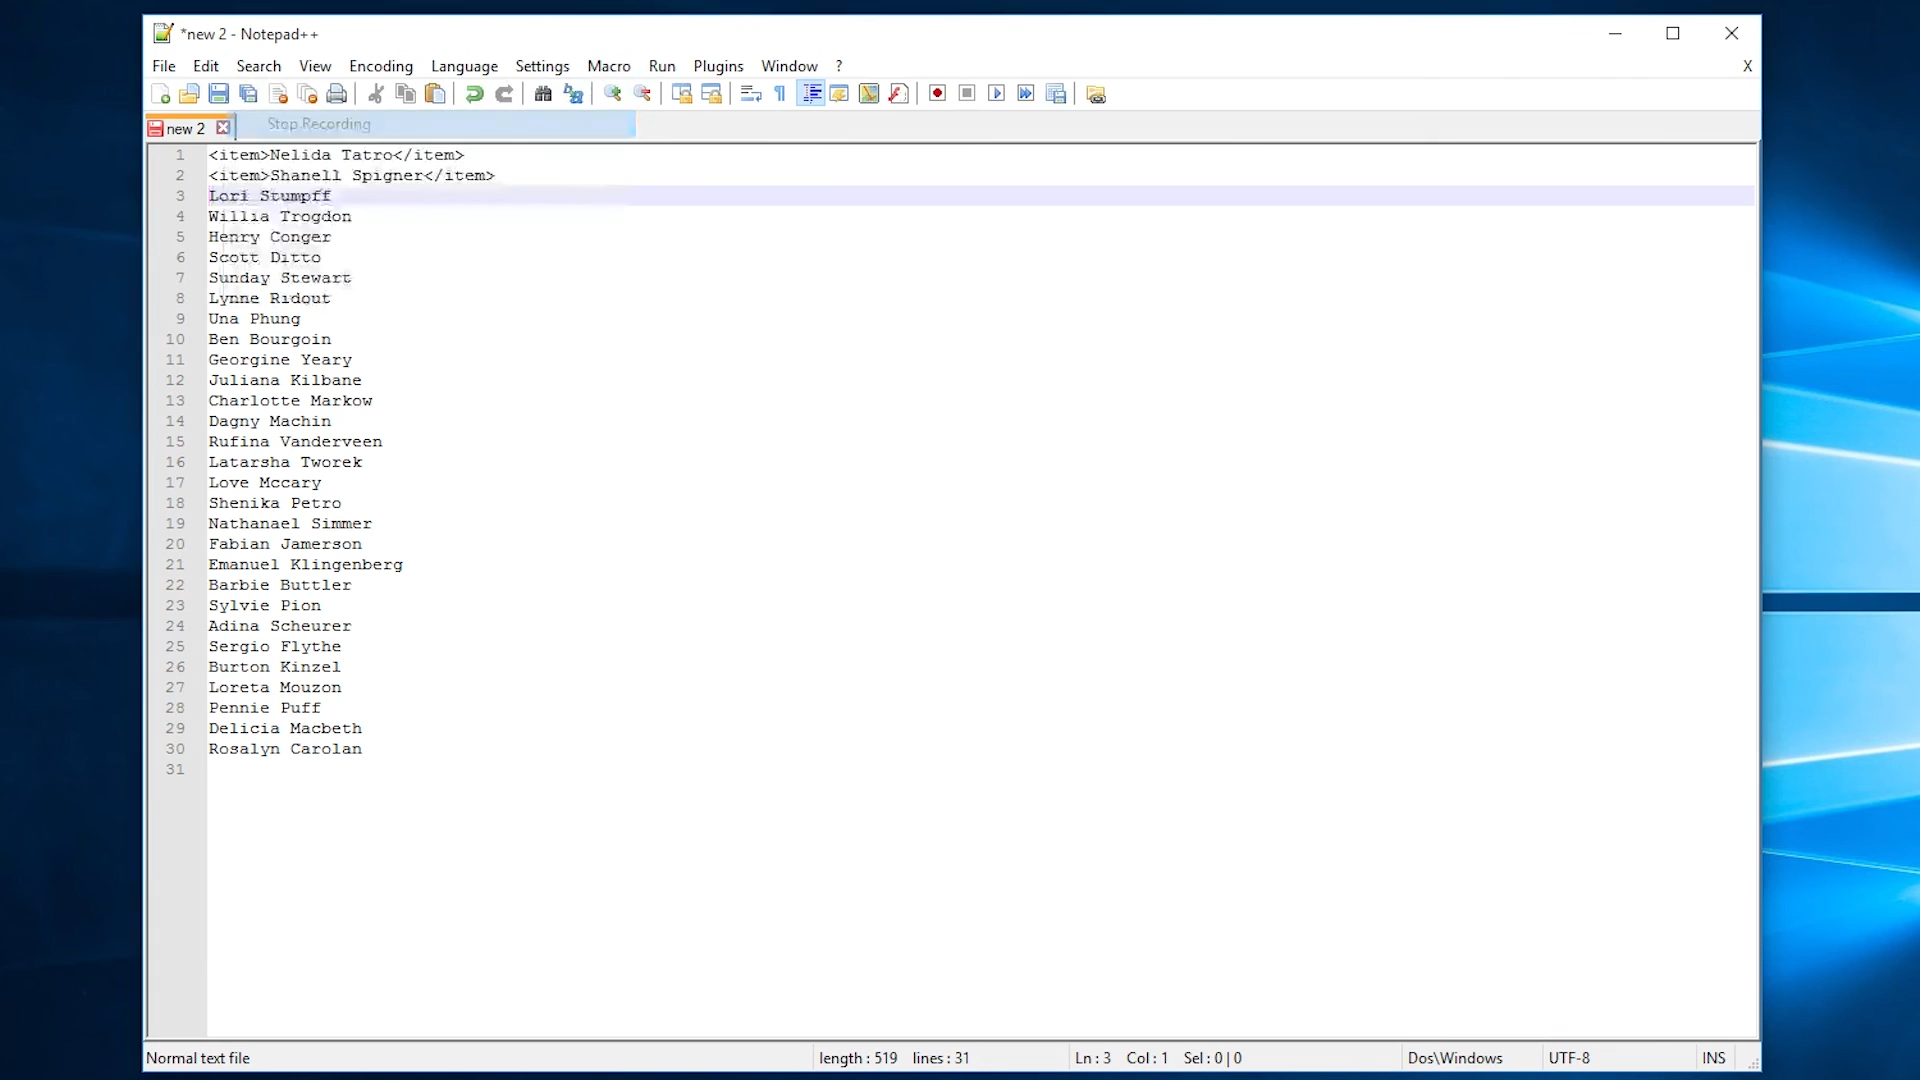 *new 2 - Notepad++
File Edit Search View Encoding Language Settings Macro Run Plugins Window ? X
new 2
Stop Recording
1 <item>Nelida Tatro</item>
2 <item>Shanell Spigner</item>
3 Lori Stumpff
4 Willia Trogdon
5 Henry Conger
6 Scott Ditto
7 Sunday Stewart
8 Lynne Ridout
9 Una Phung
10 Ben Bourgoin
11 Georgine Yeary
12 Juliana Kilbane
13 Charlotte Markow
14 Dagny Machin
15 Rufina Vanderveen
16 Latarsha Tworek
17 Love Mccary
18 Shenika Petro
19 Nathanael Simmer
20 Fabian Jamerson
21 Emanuel Klingenberg
22 Barbie Buttler
23 Sylvie Pion
24 Adina Scheurer
25 Sergio Flythe
26 Burton Kinzel
27 Loreta Mouzon
28 Pennie Puff
29 Delicia Macbeth
30 Rosalyn Carolan
31
Normal text file length : 519 lines : 31 Ln : 3 Col : 1 Sel : 0 | 0 Dos\Windows UTF-8 INS